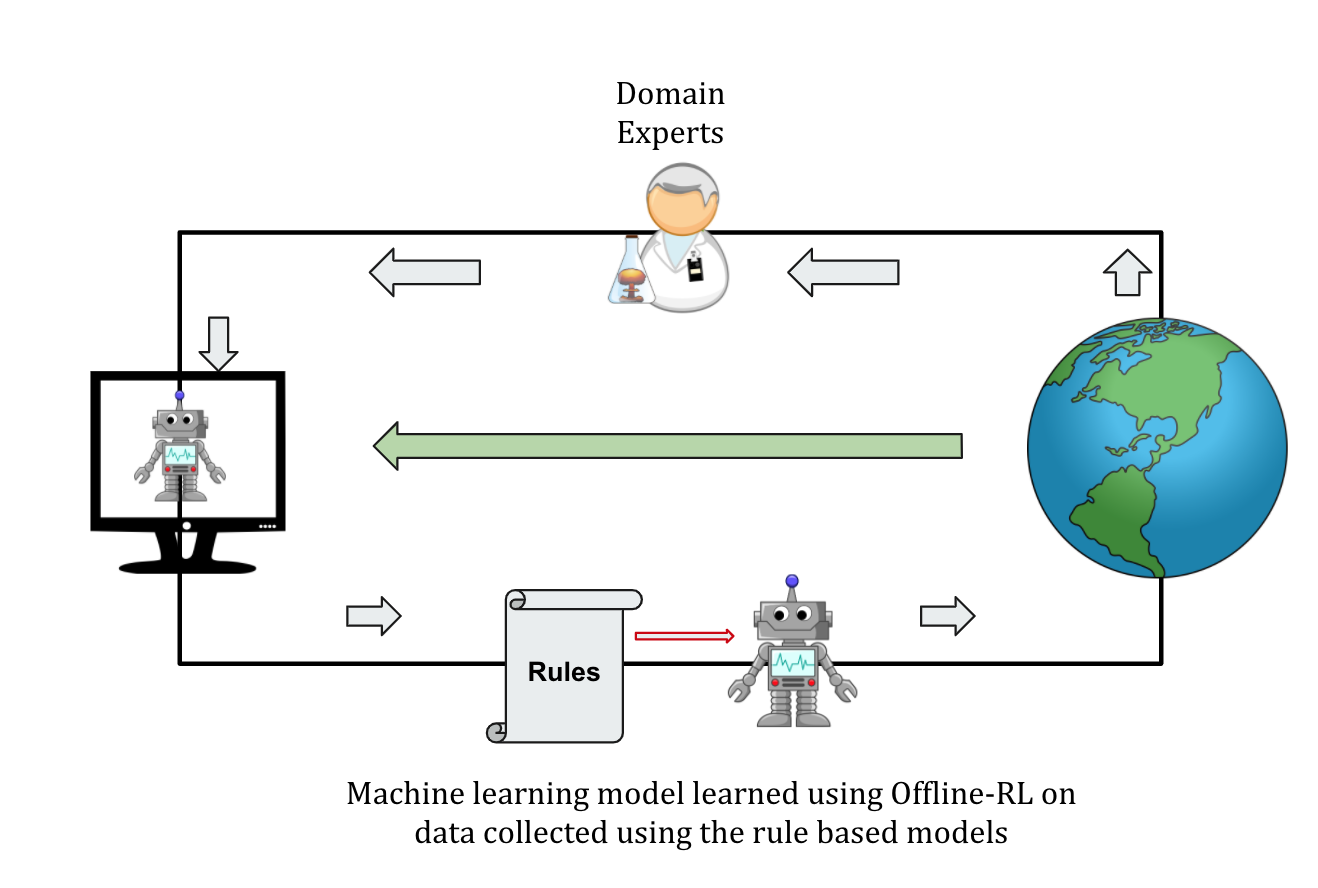 Domain
Experts
Rules
Machine learning model learned using Offline-RL on
data collected using the rule based models